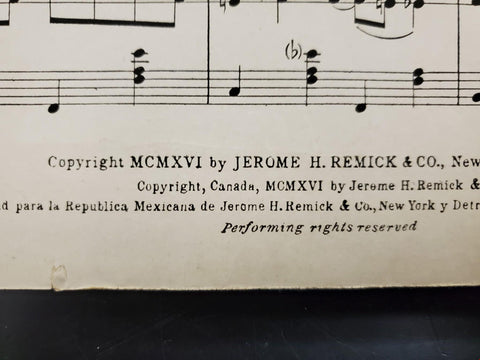 (b)
Copyright MCMXVI by JEROME H. REMICK & CO., New
Copyright, Canada, MCMXVI by Jerome H. Remick &
d para la Republica Mexicana de Jerome H. Remick & Co., New York y Detr
Performing rights reserved